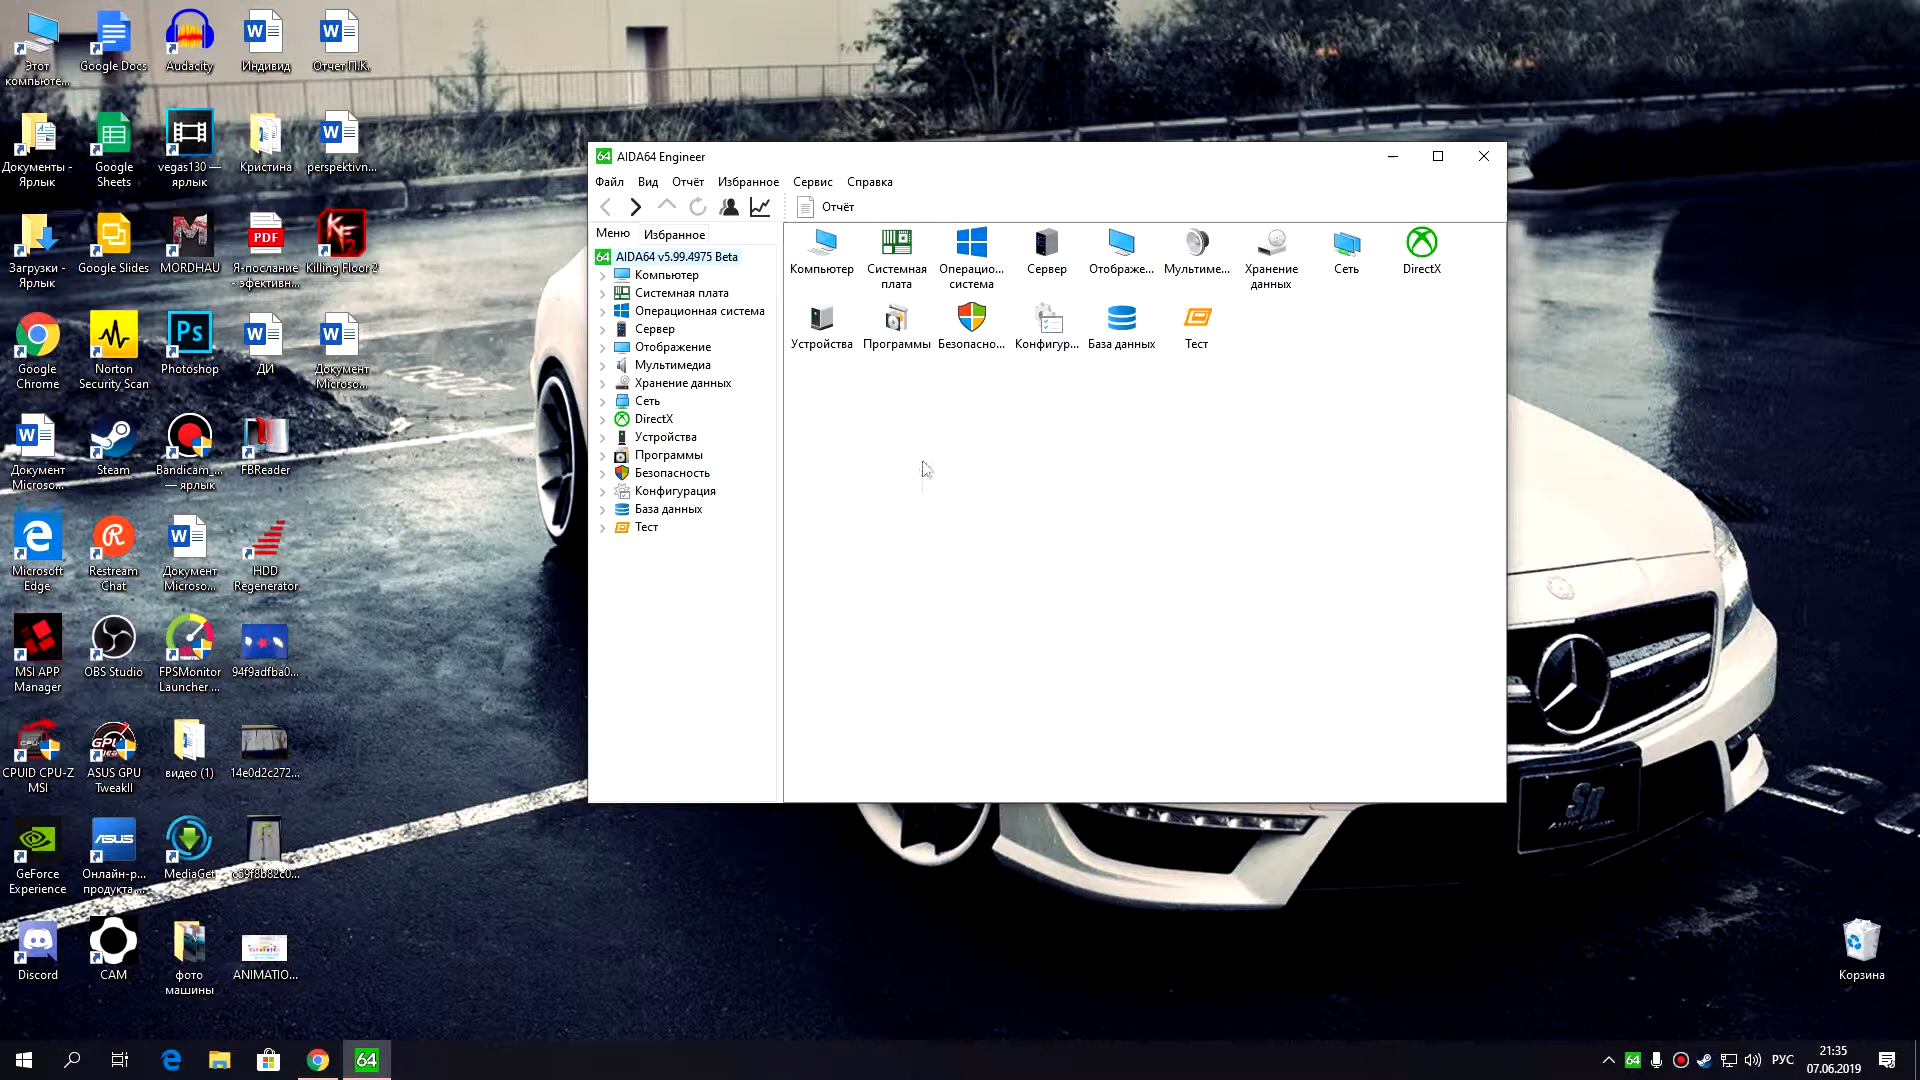 Этот компьюте...
Google Docs
Audacity
Индивид
Отчет П.К.
Документы - Ярлык
Google Sheets
vegas130 — ярлык
Кристина
perspektivn...
Загрузки - Ярлык
Google Slides
MORDHAU
Я-послание - эфективн...
Killing Floor 2
Google Chrome
Norton Security Scan
Photoshop
ДИ
Документ Microso...
Документ Microso...
Steam
Bandicam_... — ярлык
FBReader
Microsoft Edge
Restream Chat
Документ Microso...
HDD Regenerator
MSI APP Manager
OBS Studio
FPSMonitor Launcher ...
94f9adfba0...
CPUID CPU-Z MSI
ASUS GPU TweakII
видео (1)
14e0d2c272...
GeForce Experience
Онлайн-р... продукта ...
MediaGet
c59f8b82c0...
Discord
CAM
фото машины
ANIMATIO...
64 AIDA64 Engineer
Файл Вид Отчёт Избранное Сервис Справка
Отчёт
Меню Избранное
64 AIDA64 v5.99.4975 Beta
Компьютер
Системная плата
Операционная система
Сервер
Отображение
Мультимедиа
Хранение данных
Сеть
DirectX
Устройства
Программы
Безопасность
Конфигурация
База данных
Тест
Компьютер
Системная плата
Операцио... система
Сервер
Отображе...
Мультиме...
Хранение данных
Сеть
DirectX
Устройства
Программы
Безопасно...
Конфигур...
База данных
Тест
Корзина
64
64
РУС
21:35
07.06.2019